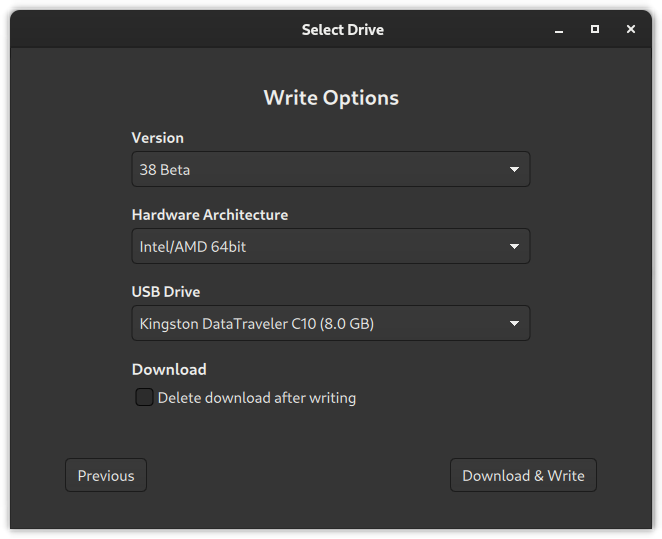 Select Drive
Write Options
Version
38 Beta
Hardware Architecture
Intel/AMD 64bit
USB Drive
Kingston DataTraveler C10 (8.0 GB)
Download
Delete download after writing
Previous
Download & Write